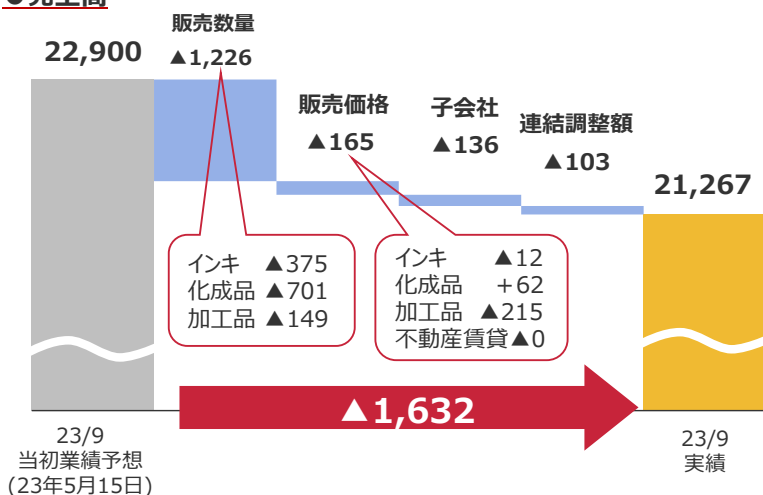 ●売上高
22,900
販売数量
▲1,226
販売価格
▲165
子会社
▲136
連結調整額
▲103
21,267
インキ ▲375
化成品 ▲701
加工品 ▲149
インキ ▲12
化成品 +62
加工品 ▲215
不動産賃貸▲0
▲1,632
23/9
当初業績予想
(23年5月15日)
23/9
実績